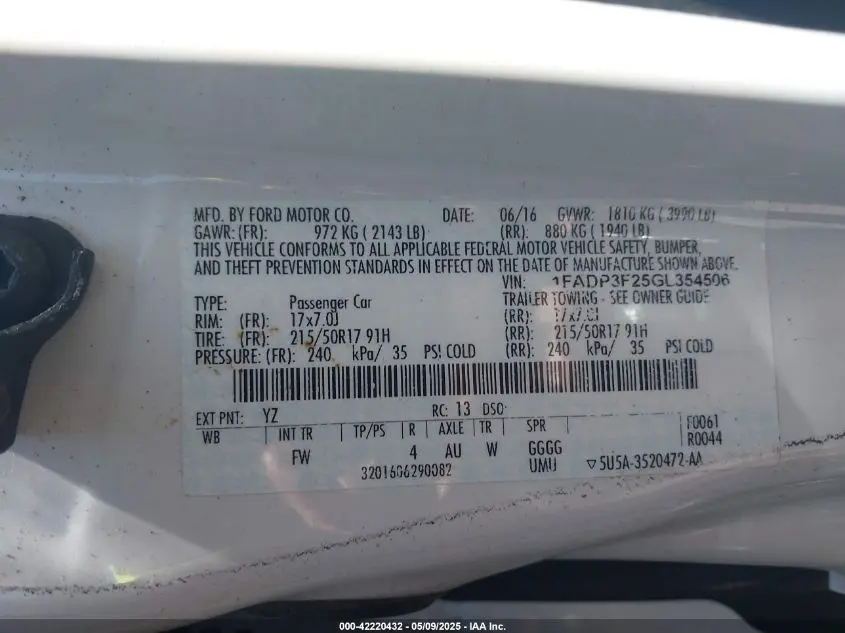 MFD. BY FORD MOTOR CO. DATE: 06/16 GVWR: 1810 KG ( 3990 LB)
GAWR: (FR): 972 KG ( 2143 LB) (RR): 880 KG ( 1940 LB)
THIS VEHICLE CONFORMS TO ALL APPLICABLE FEDERAL MOTOR VEHICLE SAFETY, BUMPER,
AND THEFT PREVENTION STANDARDS IN EFFECT ON THE DATE OF MANUFACTURE SHOWN ABOVE.
VIN: 1FADP3F25GL354506
TYPE: Passenger Car TRAILER TOWING - SEE OWNER GUIDE
RIM: (FR): 17x7.0J (RR): 17x7.0J
TIRE: (FR): 215/50R17 91H (RR): 215/50R17 91H
PRESSURE: (FR): 240 kPa/ 35 PSI COLD (RR): 240 kPa/ 35 PSI COLD
EXT PNT: YZ RC: 13 DSO:
WB INT TR TP/PS R AXLE TR SPR F0061
FW 4 AU W GGGG R0044
3201606290082 UMU ▽5U5A-3520472-AA
000-42220432 - 05/09/2025 - IAA Inc.